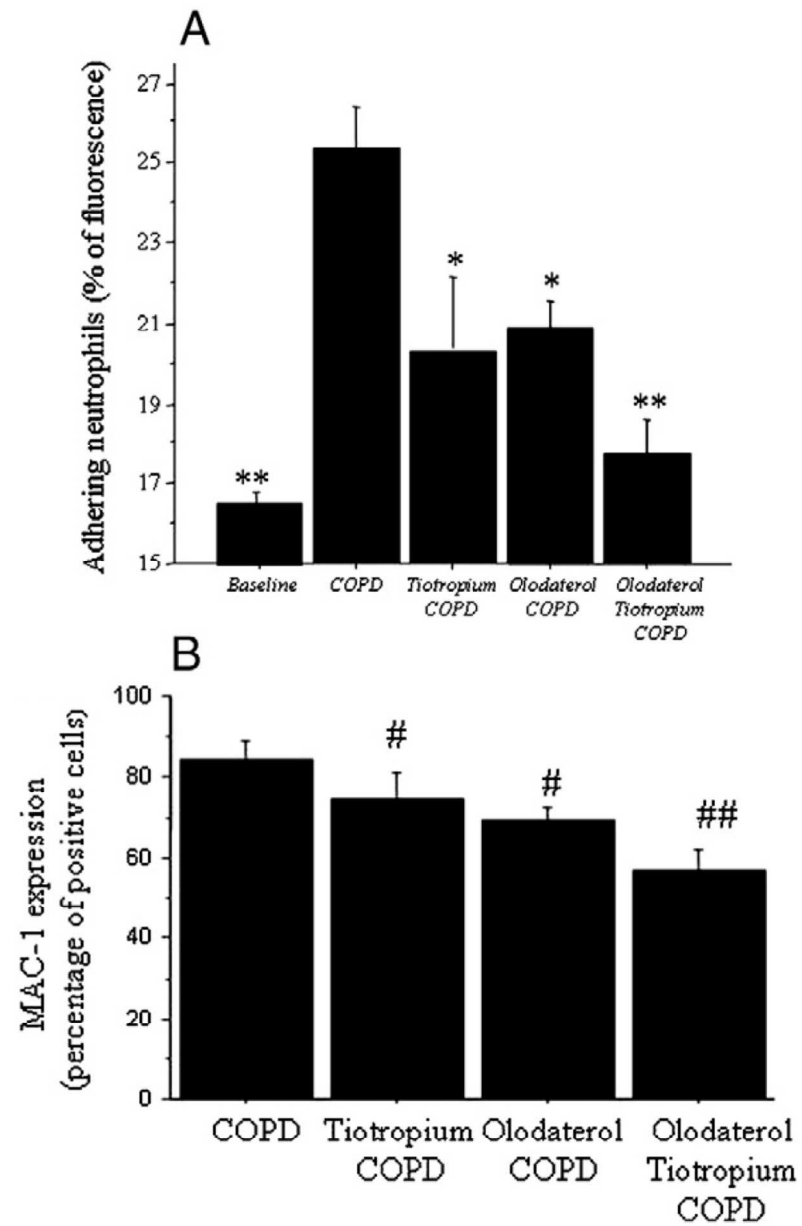 A
Adhering neutrophils (% of fluorescence)
27
25
23
21
19
17
15
**
*
*
**
Baseline
COPD
Tiotropium
COPD
Olodaterol
COPD
Olodaterol
Tiotropium
COPD
B
MAC-1 expression
(percentage of positive cells)
100
80
60
40
20
0
#
#
##
COPD
Tiotropium
COPD
Olodaterol
COPD
Olodaterol
Tiotropium
COPD